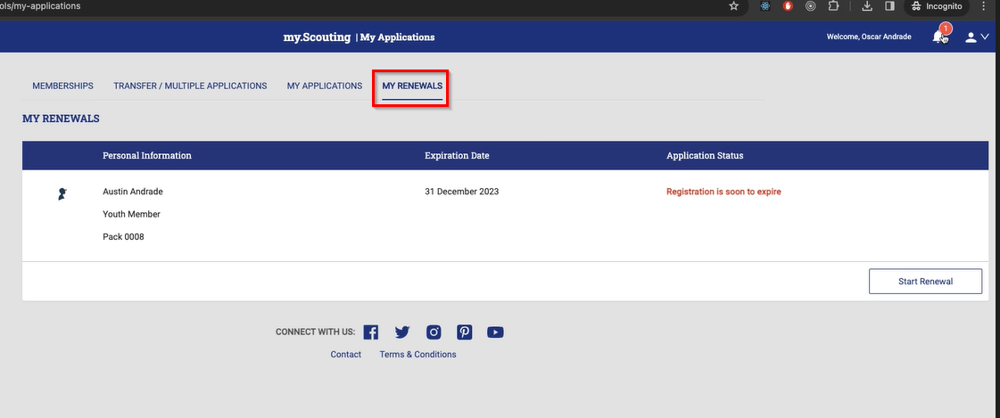 ols/my-applications
Incognito
my.Scouting | My Applications
Welcome, Oscar Andrade
1
MEMBERSHIPS
TRANSFER / MULTIPLE APPLICATIONS
MY APPLICATIONS
MY RENEWALS
MY RENEWALS
Personal Information
Expiration Date
Application Status
Austin Andrade
31 December 2023
Registration is soon to expire
Youth Member
Pack 0008
Start Renewal
CONNECT WITH US:
Contact
Terms & Conditions